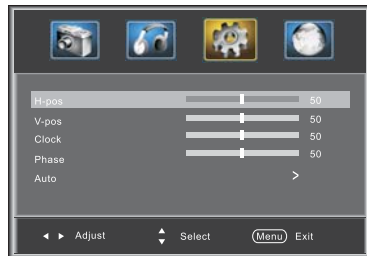 H-pos 50
V-pos 50
Clock 50
Phase 50
Auto >
Adjust Select Menu Exit